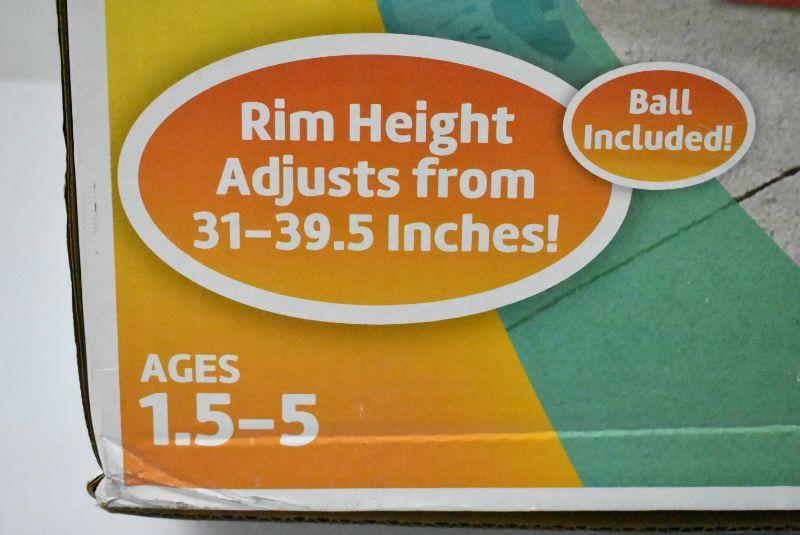 Rim Height
Adjusts from
31–39.5 Inches!
Ball
Included!
AGES
1.5–5